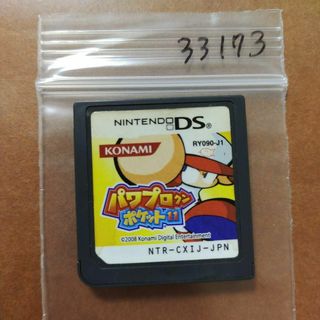 33173
NINTENDO DS
KONAMI
RY090-J1
パワプロクン
ポケット11
©2008 Konami Digital Entertainment
NTR-CXIJ-JPN